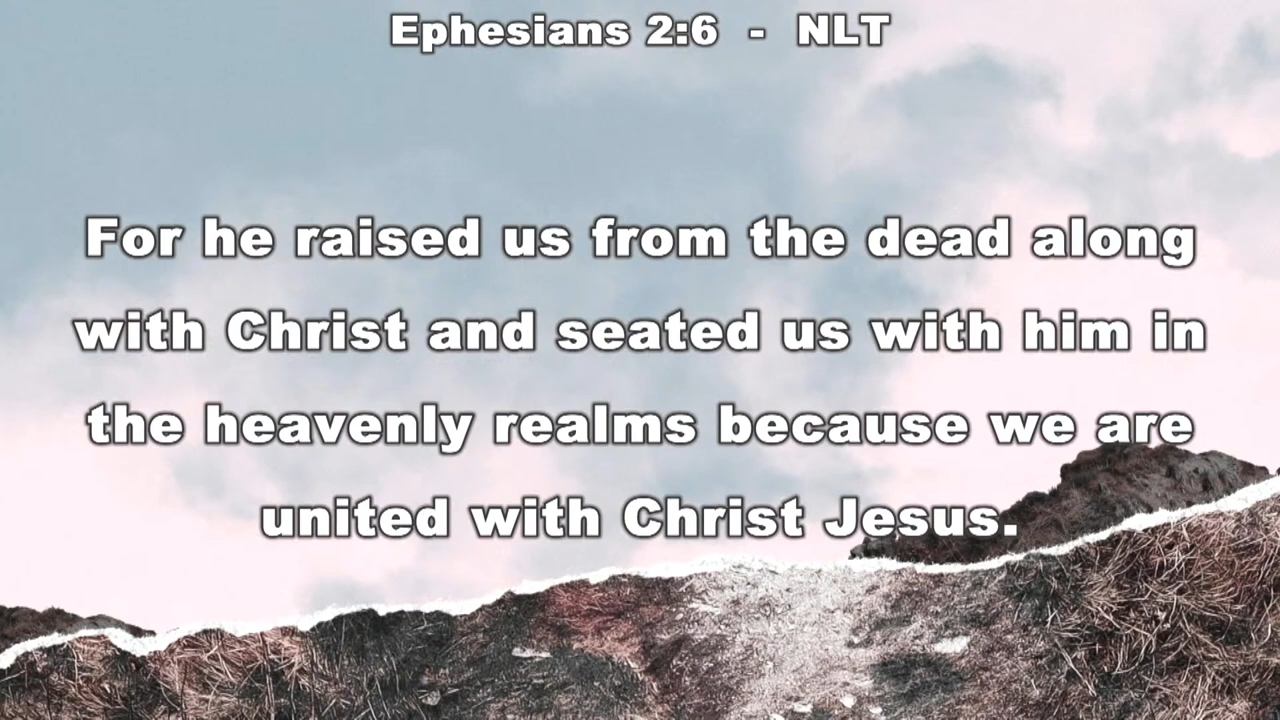 Ephesians 2:6 - NLT
For he raised us from the dead along
with Christ and seated us with him in
the heavenly realms because we are
united with Christ Jesus.